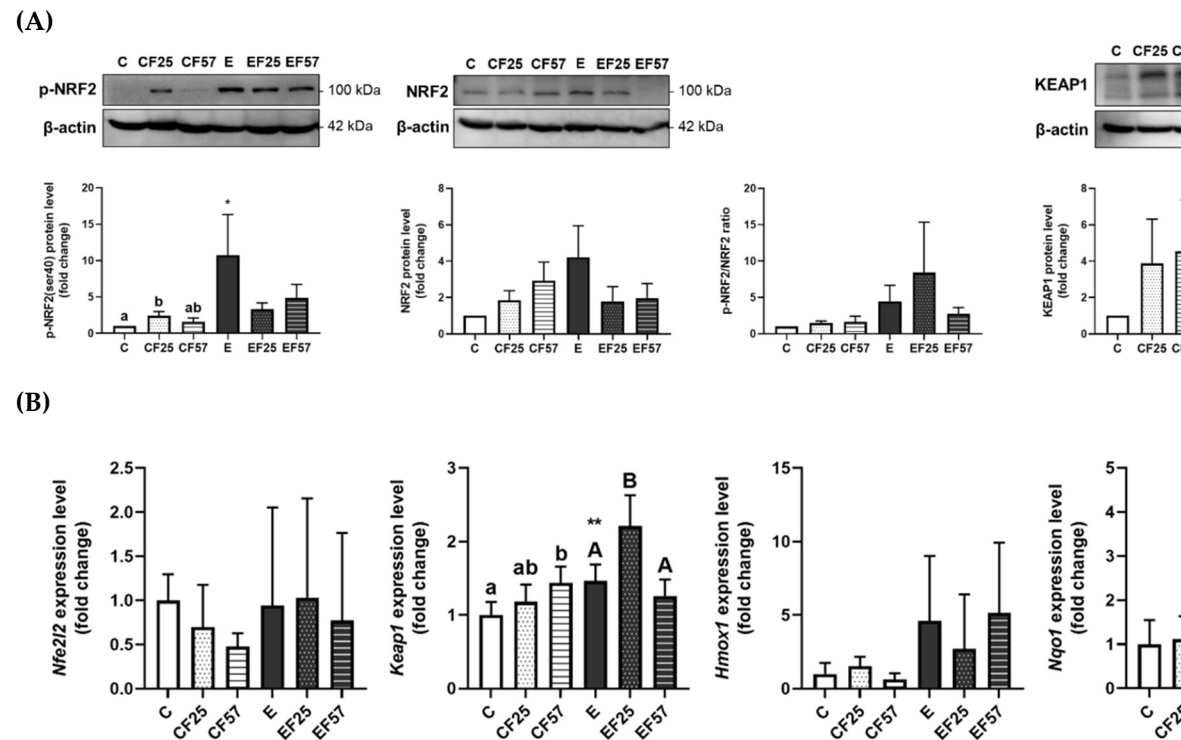 (A)
C CF25 CF57 E EF25 EF57
p-NRF2
100 kDa
β-actin
42 kDa
C CF25 CF57 E EF25 EF57
NRF2
100 kDa
β-actin
42 kDa
C CF25 C
KEAP1
β-actin
p-NRF2(ser40) protein level
(fold change)
20
15
10
5
0
a
b
ab
*
C CF25 CF57 E EF25 EF57
NRF2 protein level
(fold change)
8
6
4
2
0
C CF25 CF57 E EF25 EF57
p-NRF2/NRF2 ratio
20
15
10
5
0
C CF25 CF57 E EF25 EF57
KEAP1 protein level
(fold change)
8
6
4
2
0
C CF25
(B)
Nfe2l2 expression level
(fold change)
2.5
2.0
1.5
1.0
0.5
0.0
C CF25 CF57 E EF25 EF57
Keap1 expression level
(fold change)
3
2
1
0
a
ab
b
**
A
B
A
C CF25 CF57 E EF25 EF57
Hmox1 expression level
(fold change)
15
10
5
0
C CF25 CF57 E EF25 EF57
Nqo1 expression level
(fold change)
5
4
3
2
1
0
C CF25